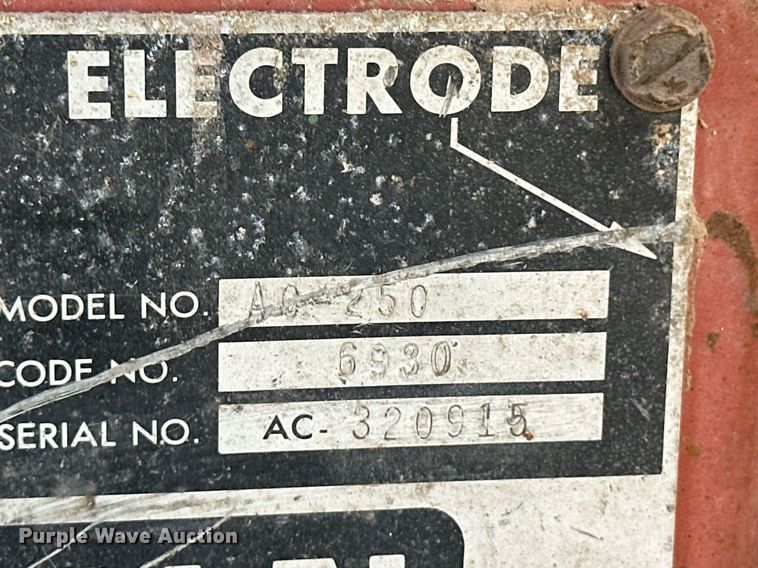 ELECTRODE
MODEL NO. AC-250
CODE NO. 6930
SERIAL NO. AC- 320915
Purple Wave Auction